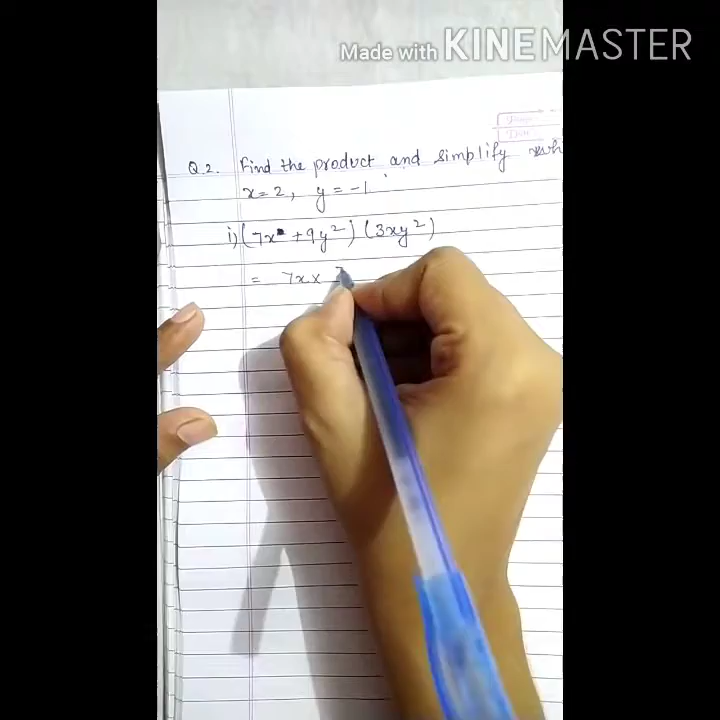 Made with KINEMASTER
Q.2. Find the product and simplify
x = 2, y = -1
i) (7x + 9y²) (3xy²)
= 7x ×